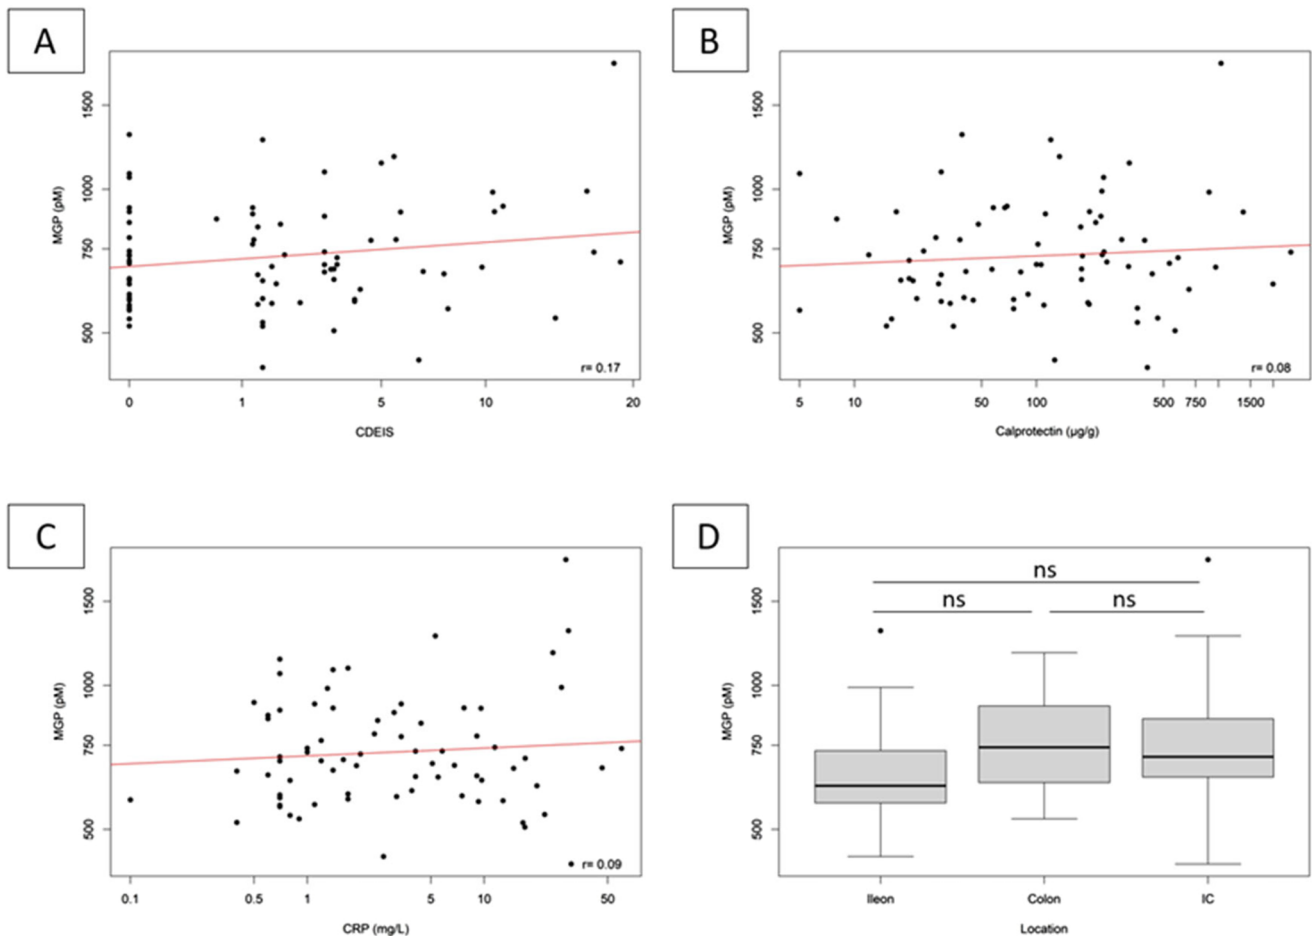 A
B
1500
1000
750
500
MGP (pM)
r= 0.17
0 1 5 10 20
CDEIS
1500
1000
750
500
MGP (pM)
r= 0.08
5 10 50 100 500 750 1500
Calprotectin (µg/g)
C
D
1500
1000
750
500
MGP (pM)
r= 0.09
0.1 0.5 1 5 10 50
CRP (mg/L)
ns
ns ns
1500
1000
750
500
MGP (pM)
Ileon Colon IC
Location